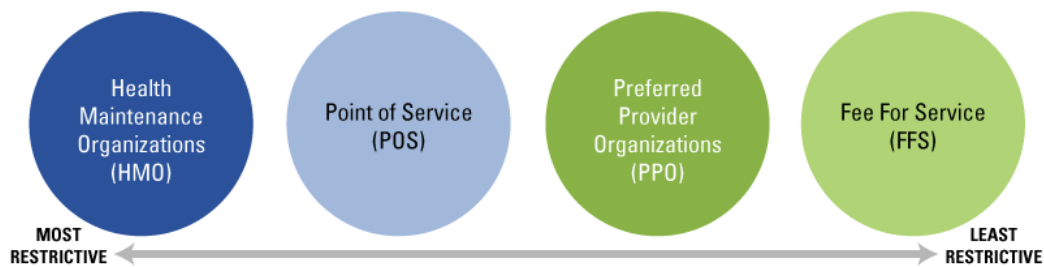 Health
Maintenance
Organizations
(HMO)
Point of Service
(POS)
Preferred
Provider
Organizations
(PPO)
Fee For Service
(FFS)
MOST
RESTRICTIVE
LEAST
RESTRICTIVE